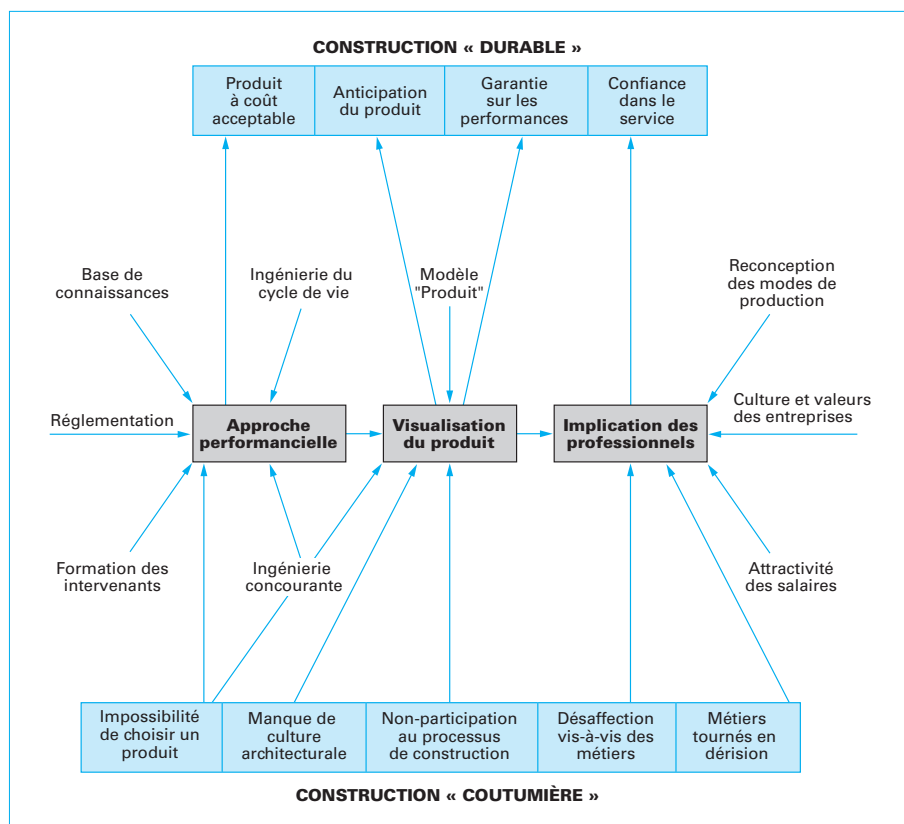 CONSTRUCTION « DURABLE »
Produit
à coût
acceptable
Anticipation
du produit
Garantie
sur les
performances
Confiance
dans le
service
Base de
connaissances
Ingénierie du
cycle de vie
Modèle
"Produit"
Reconception
des modes de
production
Réglementation
Approche
performancielle
Visualisation
du produit
Implication des
professionnels
Culture et valeurs
des entreprises
Formation des
intervenants
Ingénierie
concourante
Attractivité
des salaires
Impossibilité
de choisir un
produit
Manque de
culture
architecturale
Non-participation
au processus
de construction
Désaffection
vis-à-vis des
métiers
Métiers
tournés en
dérision
CONSTRUCTION « COUTUMIÈRE »